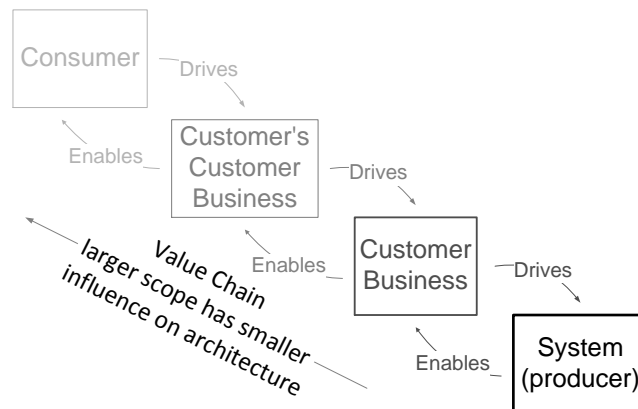 Consumer
Drives
Enables
Customer's
Customer
Business
Drives
Enables
Customer
Business
Drives
Enables
System
(producer)
Value Chain
larger scope has smaller
influence on architecture